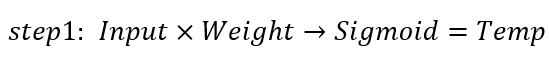 step1: Input × Weight → Sigmoid = Temp